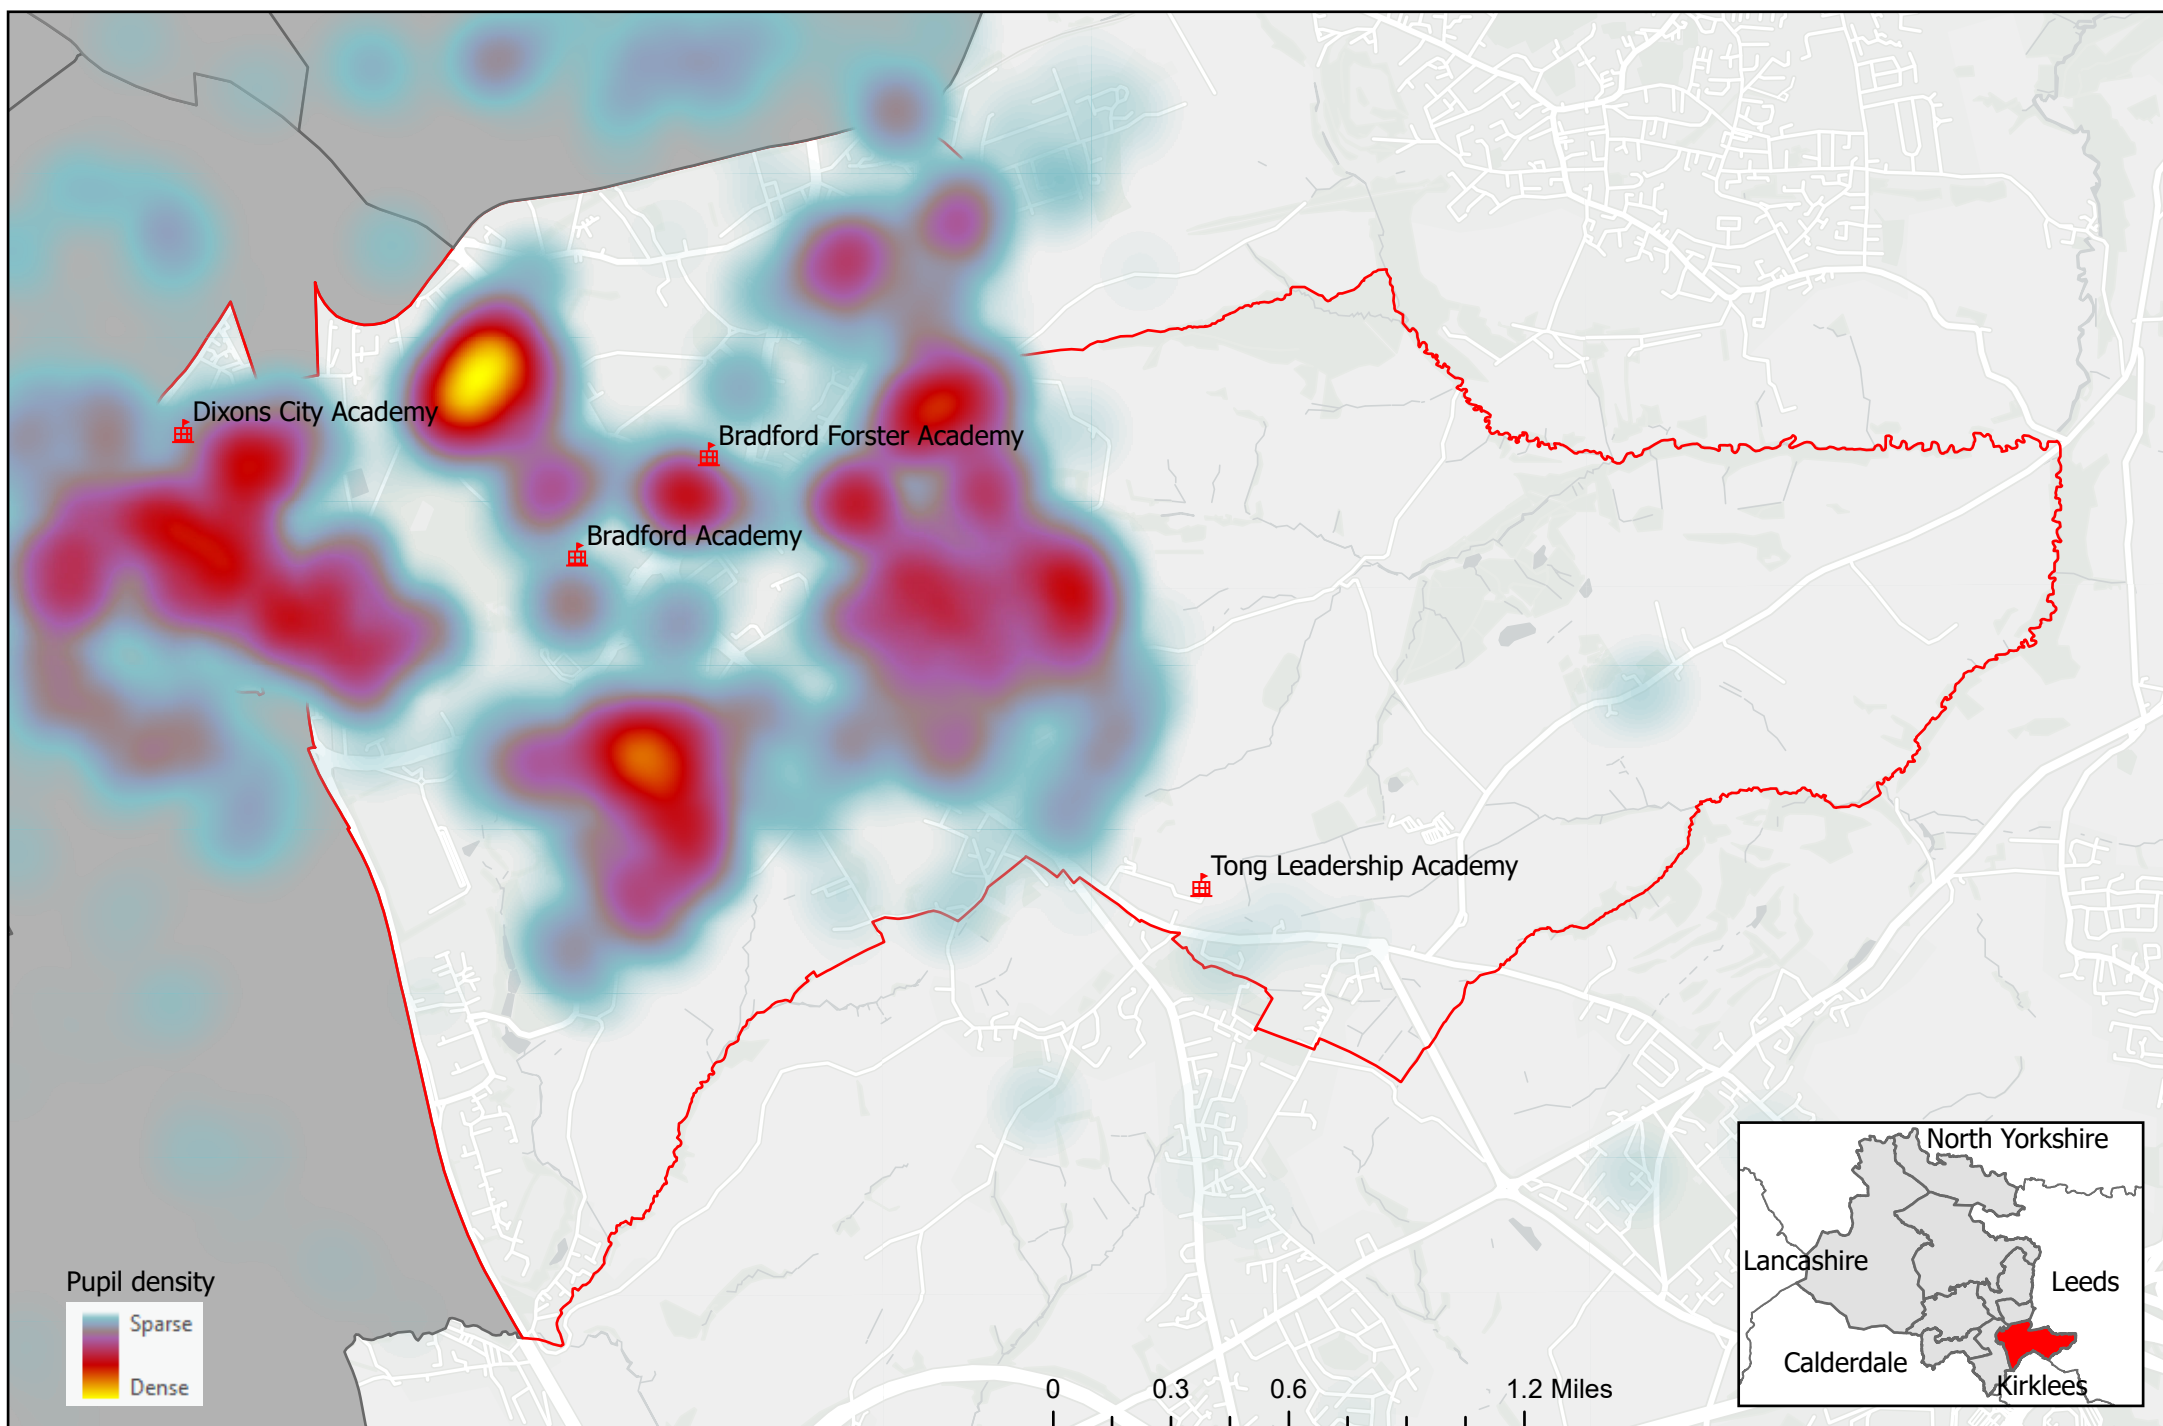 Dixons City Academy
Bradford Forster Academy
Bradford Academy
Tong Leadership Academy
Pupil density
Sparse
Dense
0 0.3 0.6 1.2 Miles
North Yorkshire
Lancashire
Leeds
Calderdale
Kirklees